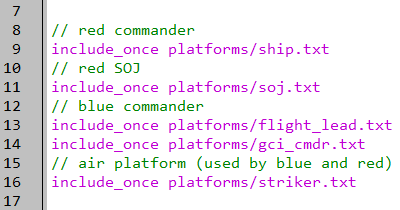 7
8 // red commander
9 include_once platforms/ship.txt
10 // red SOJ
11 include_once platforms/soj.txt
12 // blue commander
13 include_once platforms/flight_lead.txt
14 include_once platforms/gci_cmdr.txt
15 // air platform (used by blue and red)
16 include_once platforms/striker.txt
17